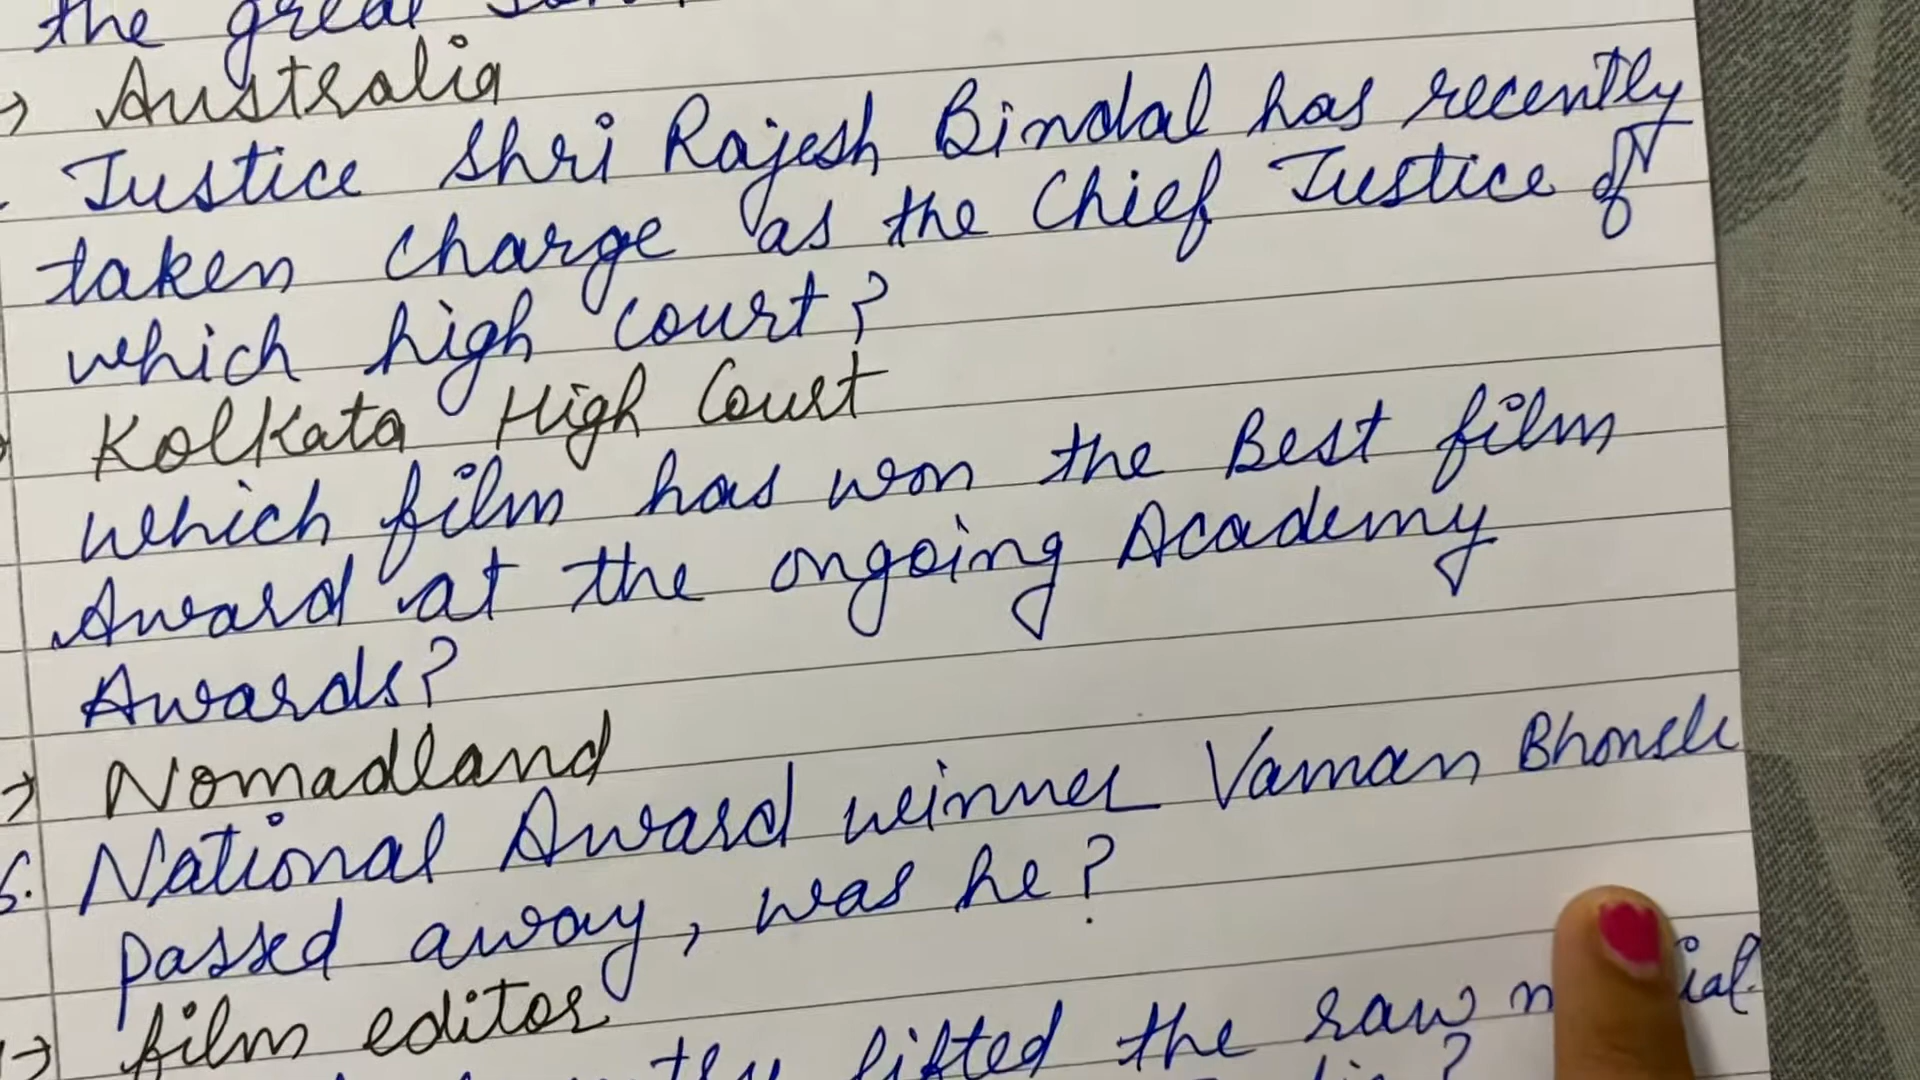 the great
→ Australia
Justice Shri Rajesh Bindal has recently
taken charge as the Chief Justice of
which high court?
Kolkata High Court
which film has won the Best film
Award at the ongoing Academy
Awards?
→ Nomadland
National Award winner Vaman Bhonsle
passed away, was he?
→ film editor
lifted the raw